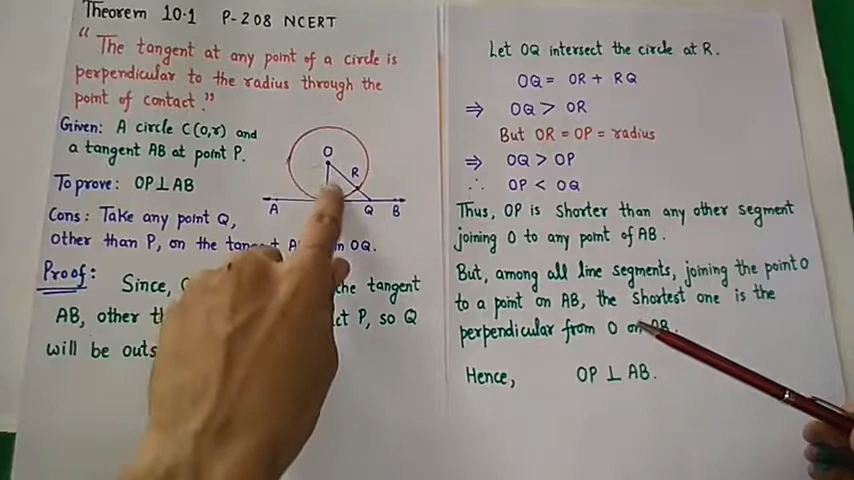 Theorem 10.1 P-208 NCERT
"The tangent at any point of a circle is
perpendicular to the radius through the
point of contact."
Given: A circle C(O,r) and
a tangent AB at point P.
To prove: OP⊥AB
Cons: Take any point Q,
other than P, on the tangent A in OQ.
Proof: Since, the tangent
AB, other P, so Q
will be outs
O
R
A
Q
B
Let OQ intersect the circle at R.
OQ = OR + RQ
⇒ OQ > OR
But OR = OP = radius
⇒ OQ > OP
∴ OP < OQ
Thus, OP is Shorter than any other segment
joining O to any point of AB.
But, among all line segments, joining the point O
to a point on AB, the shortest one is the
perpendicular from O on AB.
Hence, OP ⊥ AB.